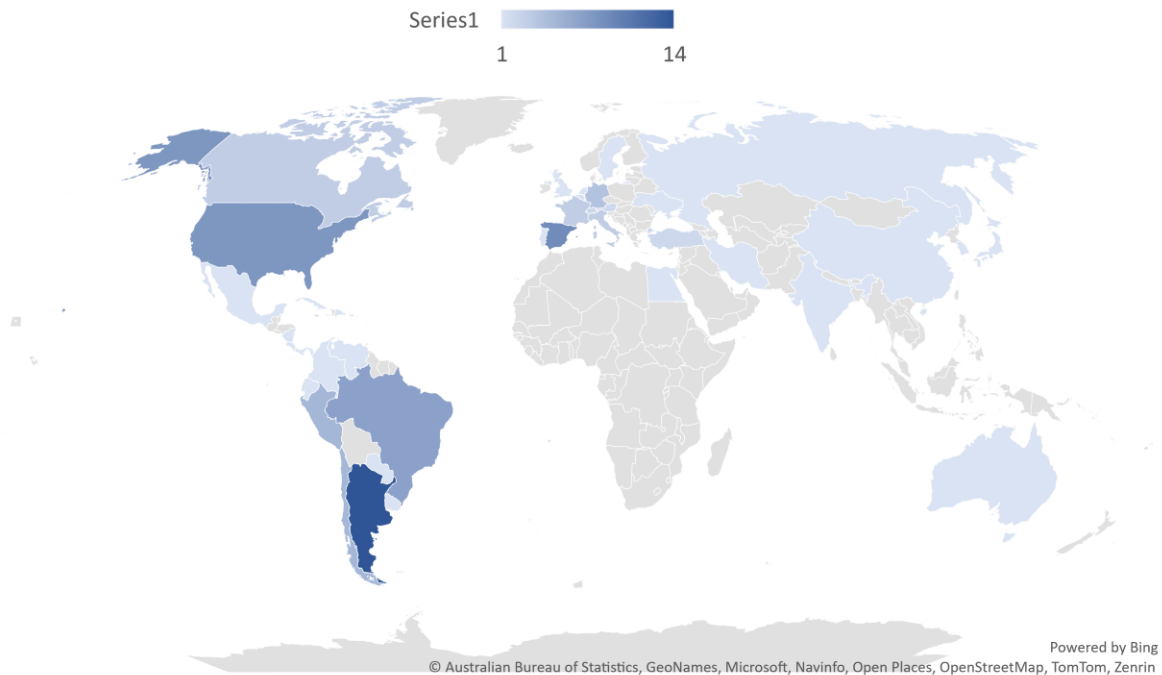 Series1
1 14
Powered by Bing
© Australian Bureau of Statistics, GeoNames, Microsoft, Navinfo, Open Places, OpenStreetMap, TomTom, Zenrin